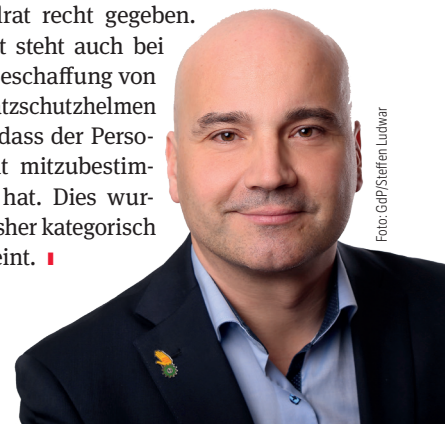 lrat recht gegeben.
t steht auch bei
eschaffung von
tzschutzhelmen
dass der Perso-
t mitzubestim-
hat. Dies wur-
sher kategorisch
eint.
Foto: GdP/Steffen Ludwar